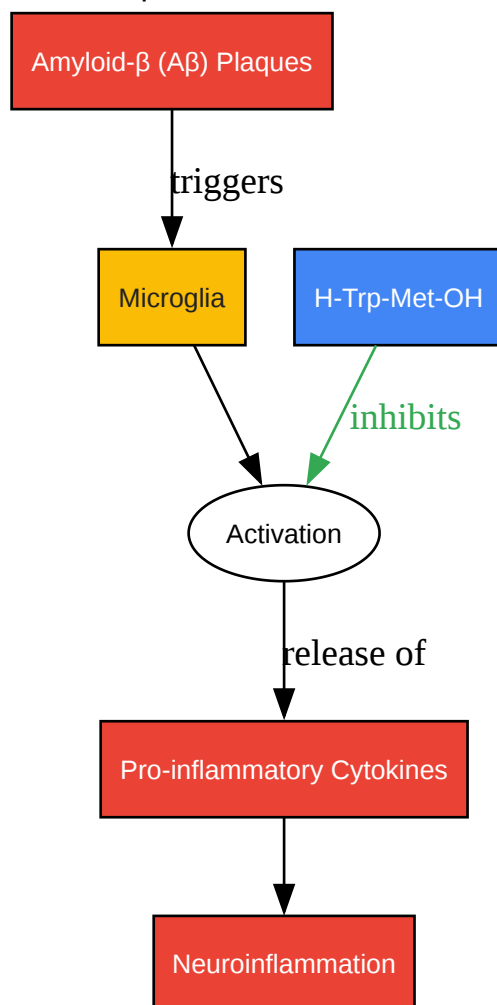 Amyloid-β (Aβ) Plaques
triggers
Microglia
H-Trp-Met-OH
inhibits
Activation
release of
Pro-inflammatory Cytokines
Neuroinflammation